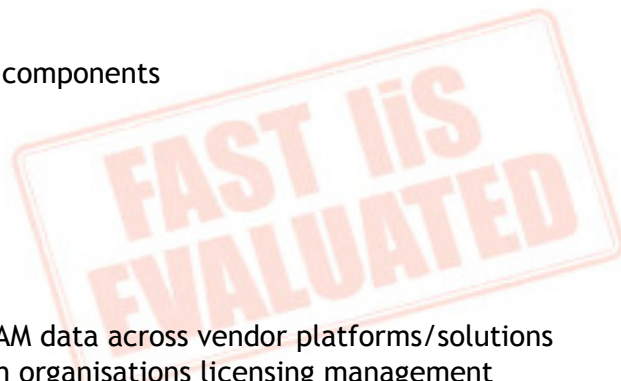 components
FAST IiS
EVALUATED
AM data across vendor platforms/solutions
organisations licensing management